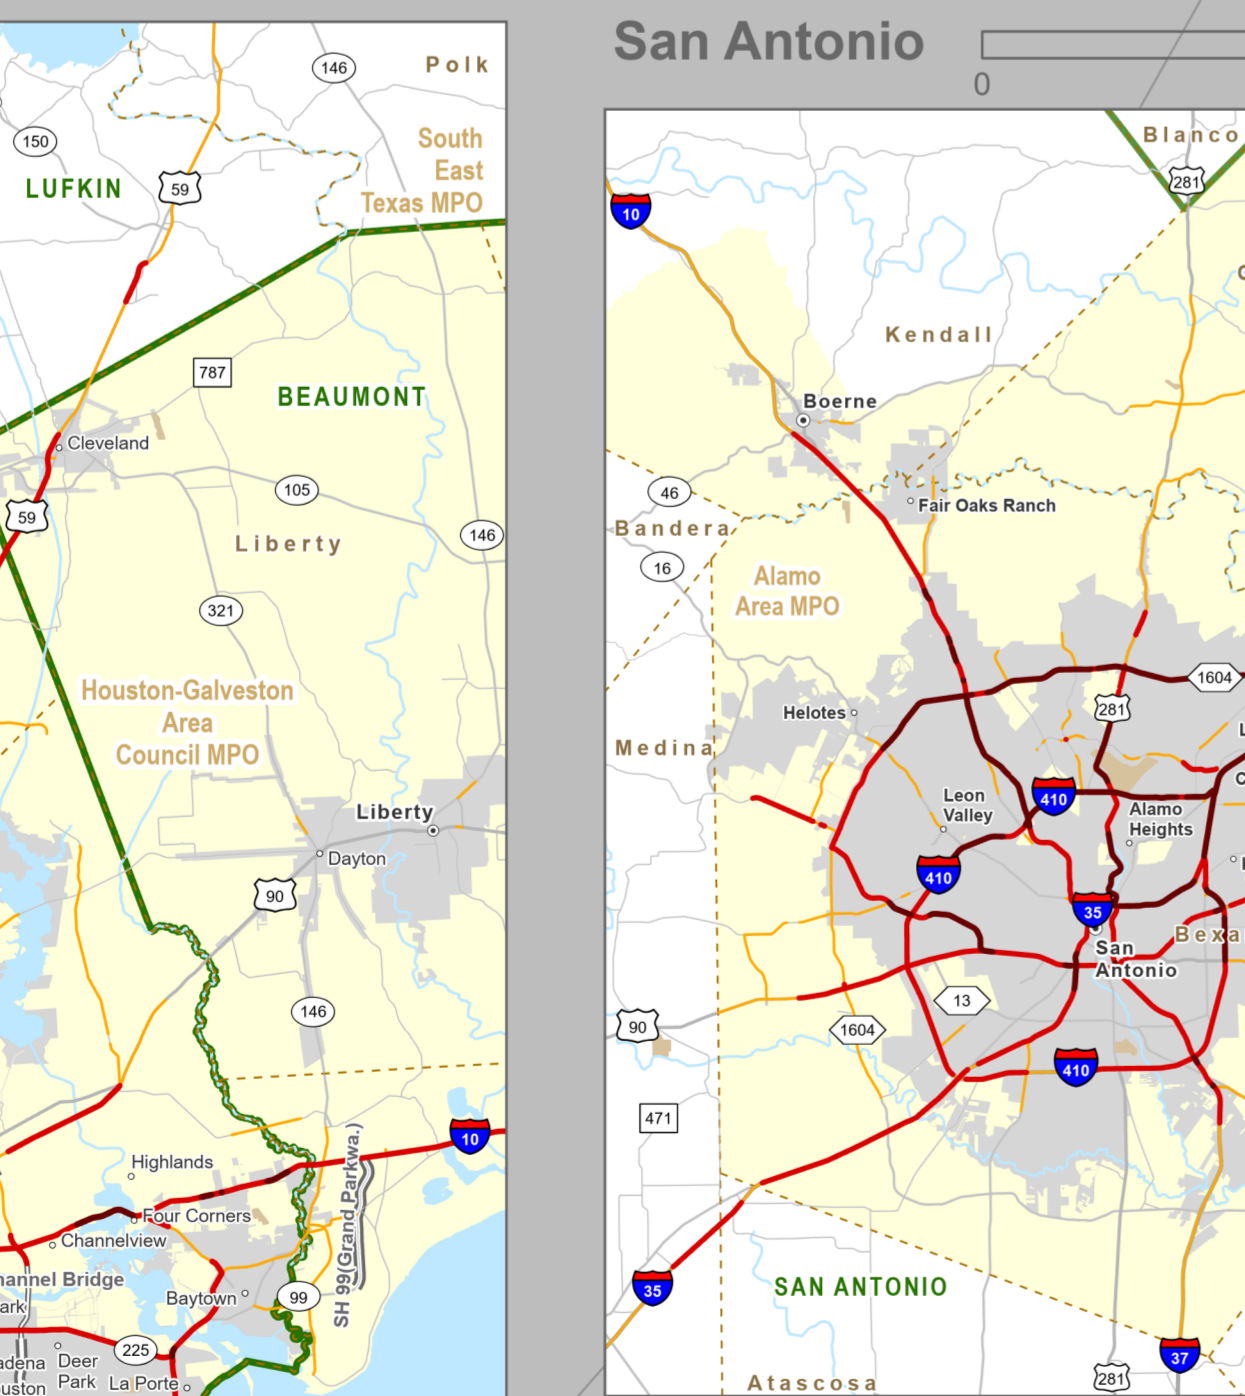 San Antonio
0
Polk
146
150
South
East
Texas MPO
LUFKIN
59
787
BEAUMONT
Cleveland
105
59
146
Liberty
321
Houston-Galveston
Area
Council MPO
Liberty
Dayton
90
146
10
Highlands
Four Corners
Channelview
SH 99(Grand Parkwa.)
hannel Bridge
ark
Baytown
99
225
adena
Deer
Park
La Porte
uston
Blanco
281
10
Kendall
Boerne
46
Fair Oaks Ranch
Bandera
16
Alamo
Area MPO
1604
281
Helotes
Medina
Leon
Valley
410
Alamo
Heights
410
35
San
Antonio
Bexa
13
90
1604
410
471
35
SAN ANTONIO
37
281
Atascosa